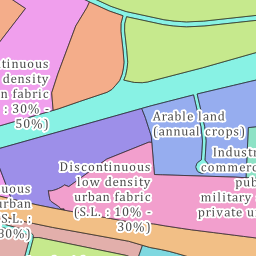 ntinuous
density
n fabric
: 30% -
50%)
Arable land
(annual crops)
Industr
commerc
pub
military
private u
Discontinuous
low density
urban fabric
(S.L. : 10% -
30%)
uous
urban
S.L. :
30%)